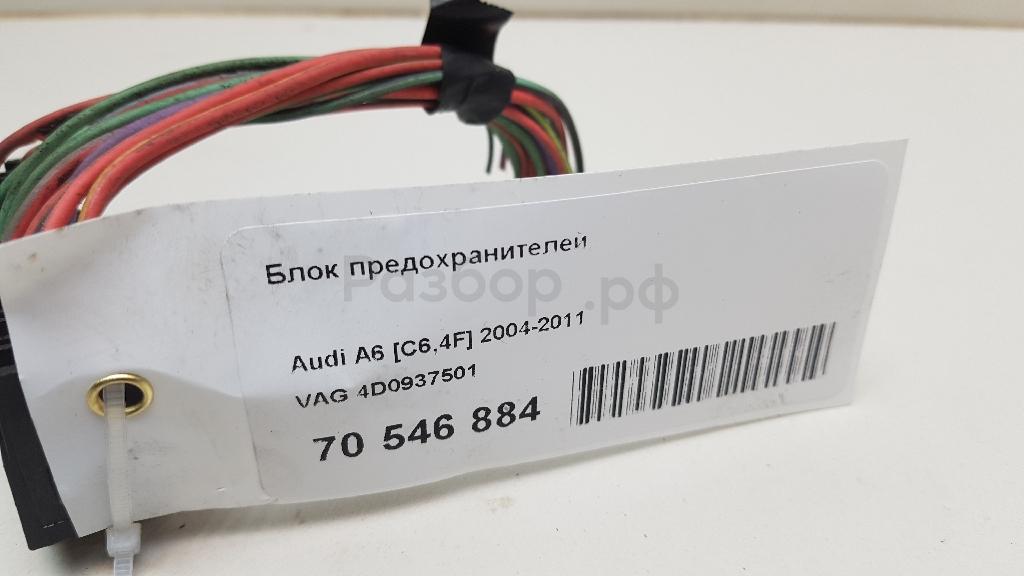 Блок предохранителей
Разбор.рф
Audi A6 [C6,4F] 2004-2011
VAG 4D0937501
70 546 884